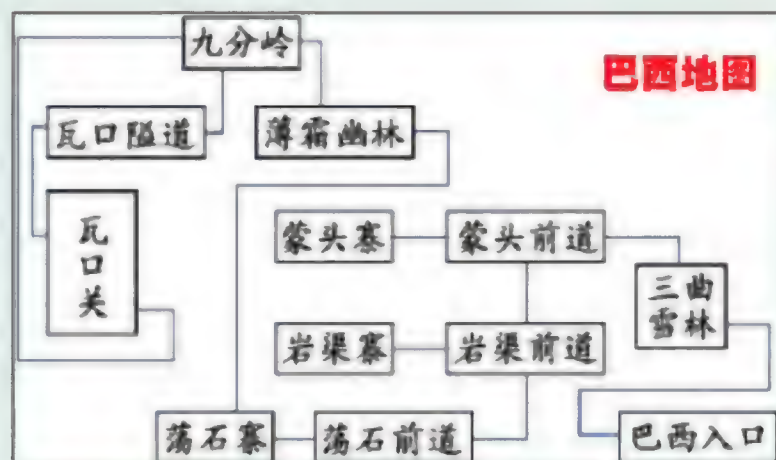 九分岭
巴西地图
瓦口隘道
薄霜幽林
瓦口关
蒙头寨
蒙头前道
三曲雪林
岩渠寨
岩渠前道
荡石寨
荡石前道
巴西入口